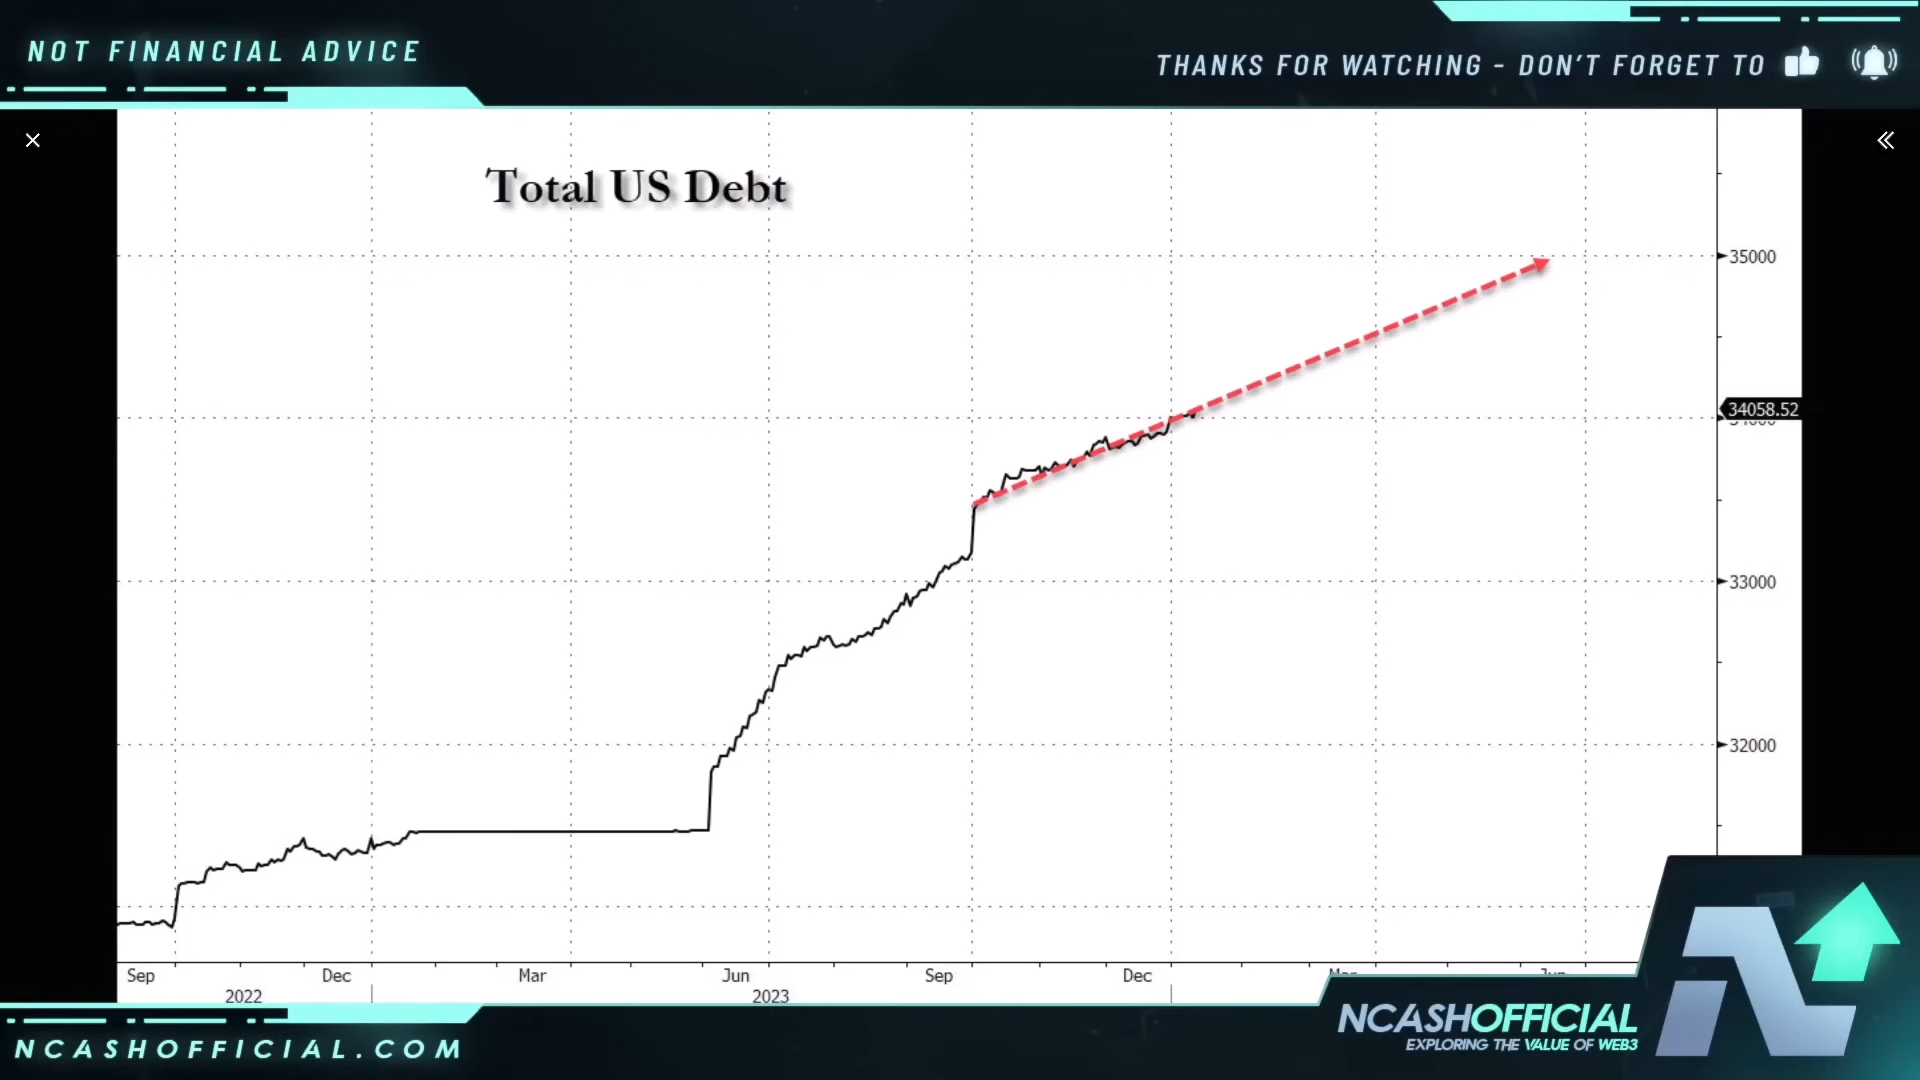 NOT FINANCIAL ADVICE
THANKS FOR WATCHING - DON'T FORGET TO
Total US Debt
35000
34058.52
33000
32000
Sep Dec Mar Jun Sep Dec
2022 2023
NCASHOFFICIAL
EXPLORING THE VALUE OF WEB3
NCASHOFFICIAL.COM